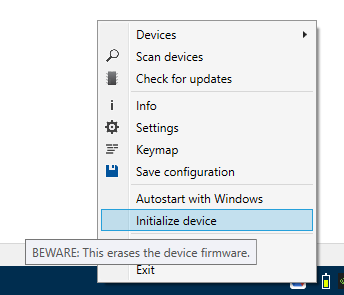 Devices
Scan devices
Check for updates
Info
Settings
Keymap
Save configuration
Autostart with Windows
Initialize device
BEWARE: This erases the device firmware.
Exit